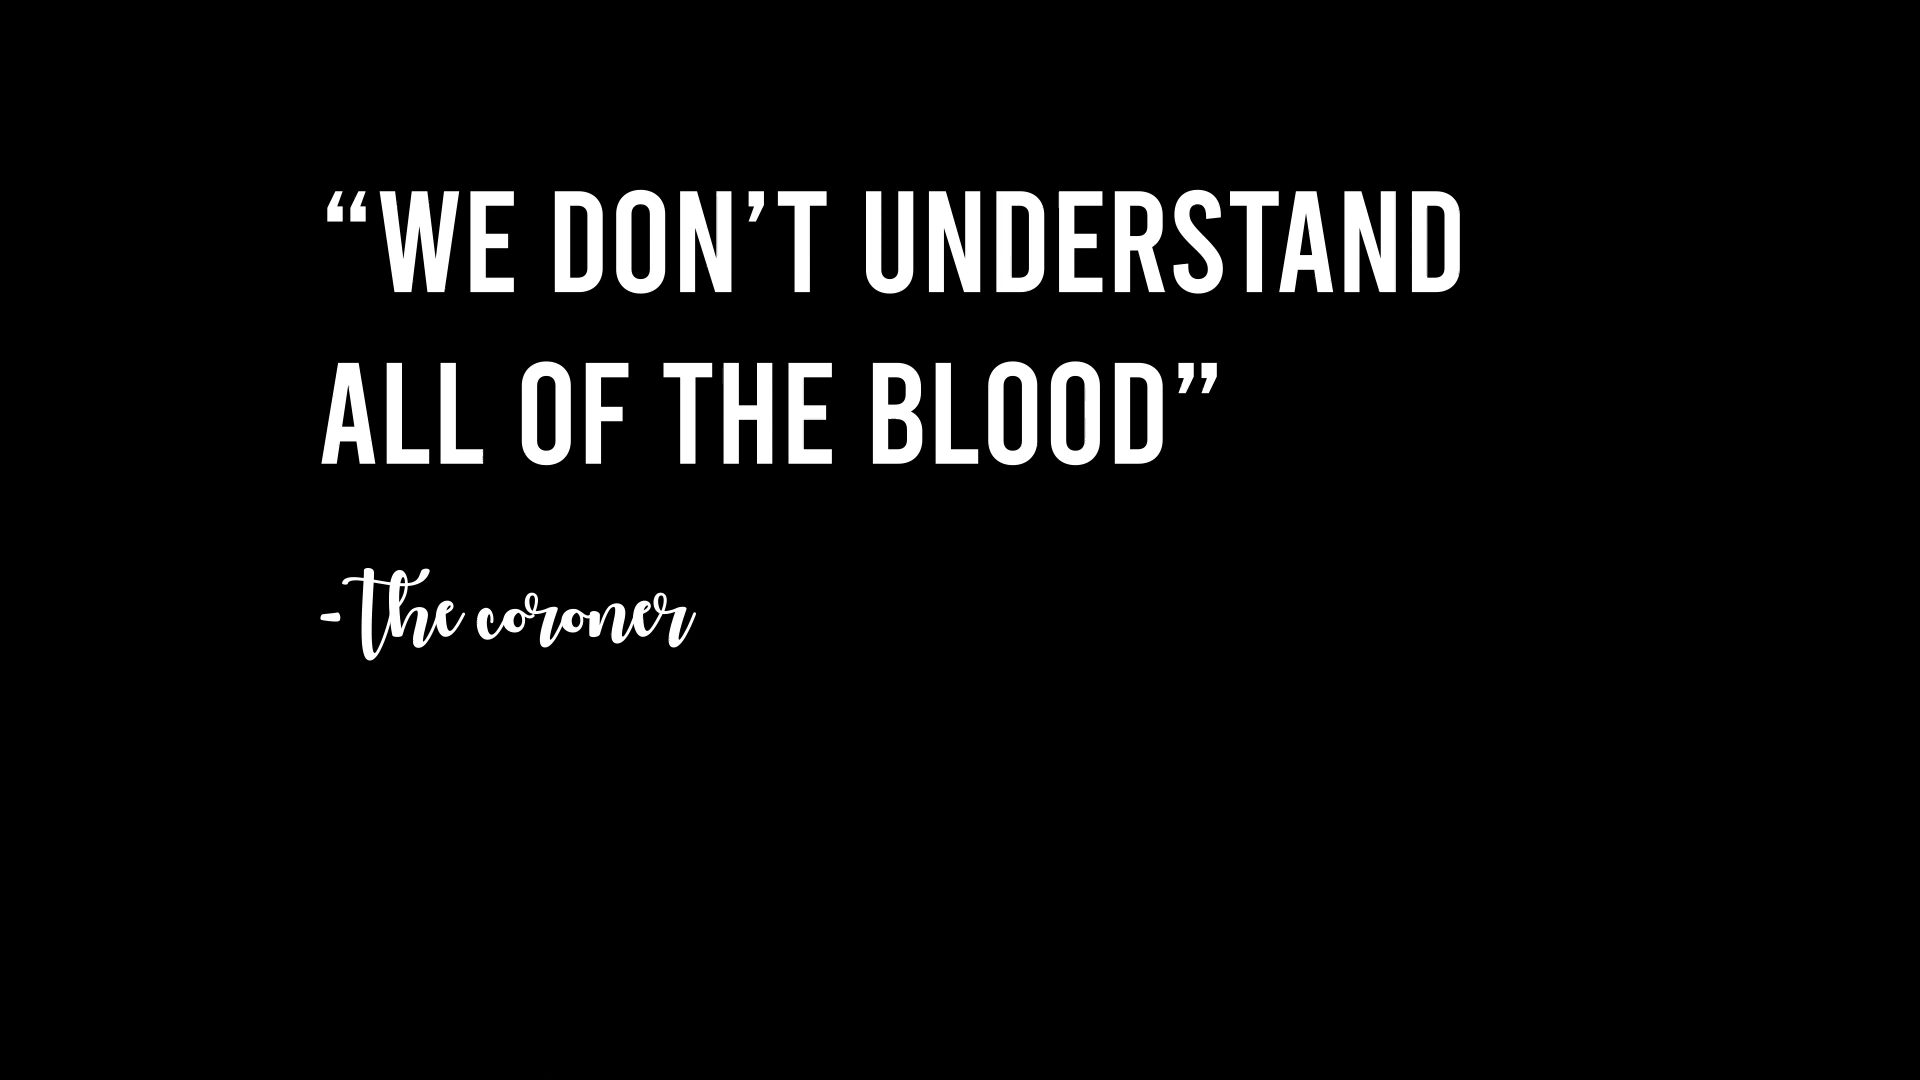 “WE DON’T UNDERSTAND
ALL OF THE BLOOD”
-The coroner